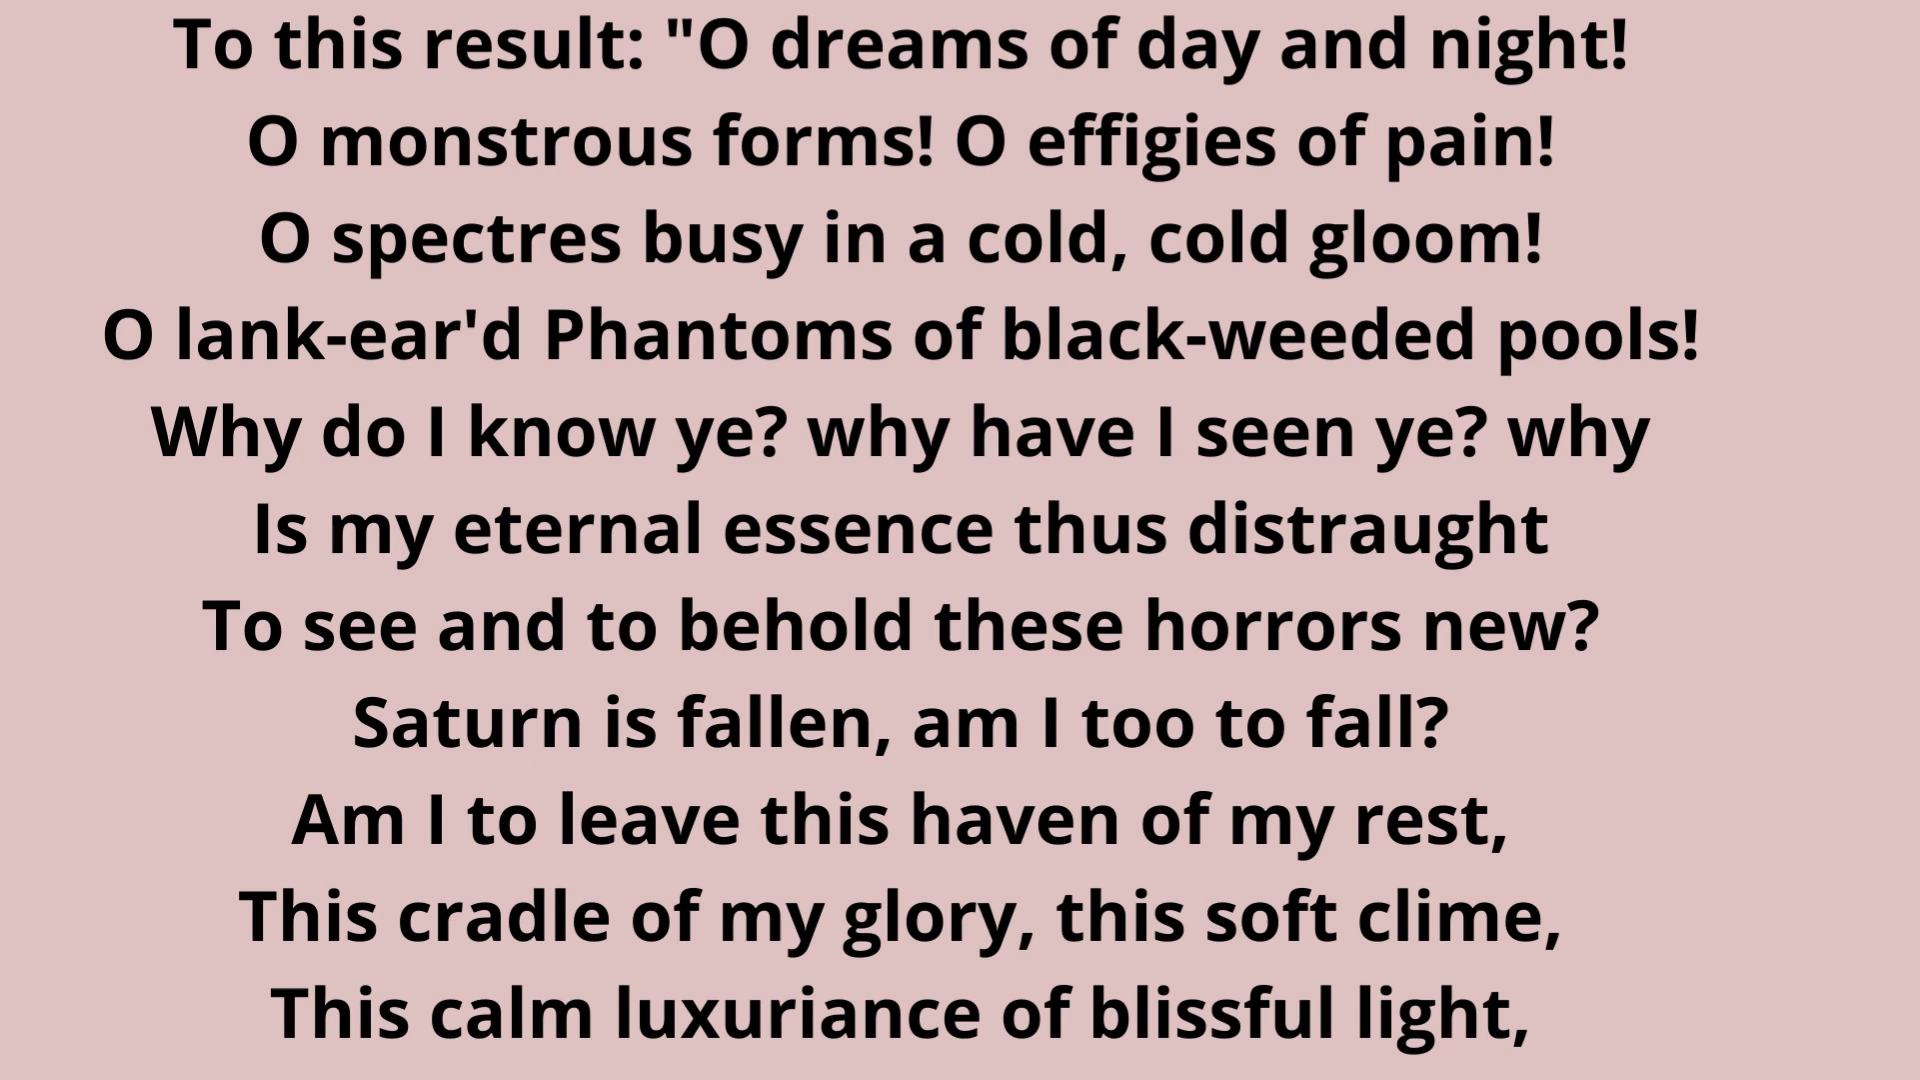 To this result: "O dreams of day and night!
O monstrous forms! O effigies of pain!
O spectres busy in a cold, cold gloom!
O lank-ear'd Phantoms of black-weeded pools!
Why do I know ye? why have I seen ye? why
Is my eternal essence thus distraught
To see and to behold these horrors new?
Saturn is fallen, am I too to fall?
Am I to leave this haven of my rest,
This cradle of my glory, this soft clime,
This calm luxuriance of blissful light,